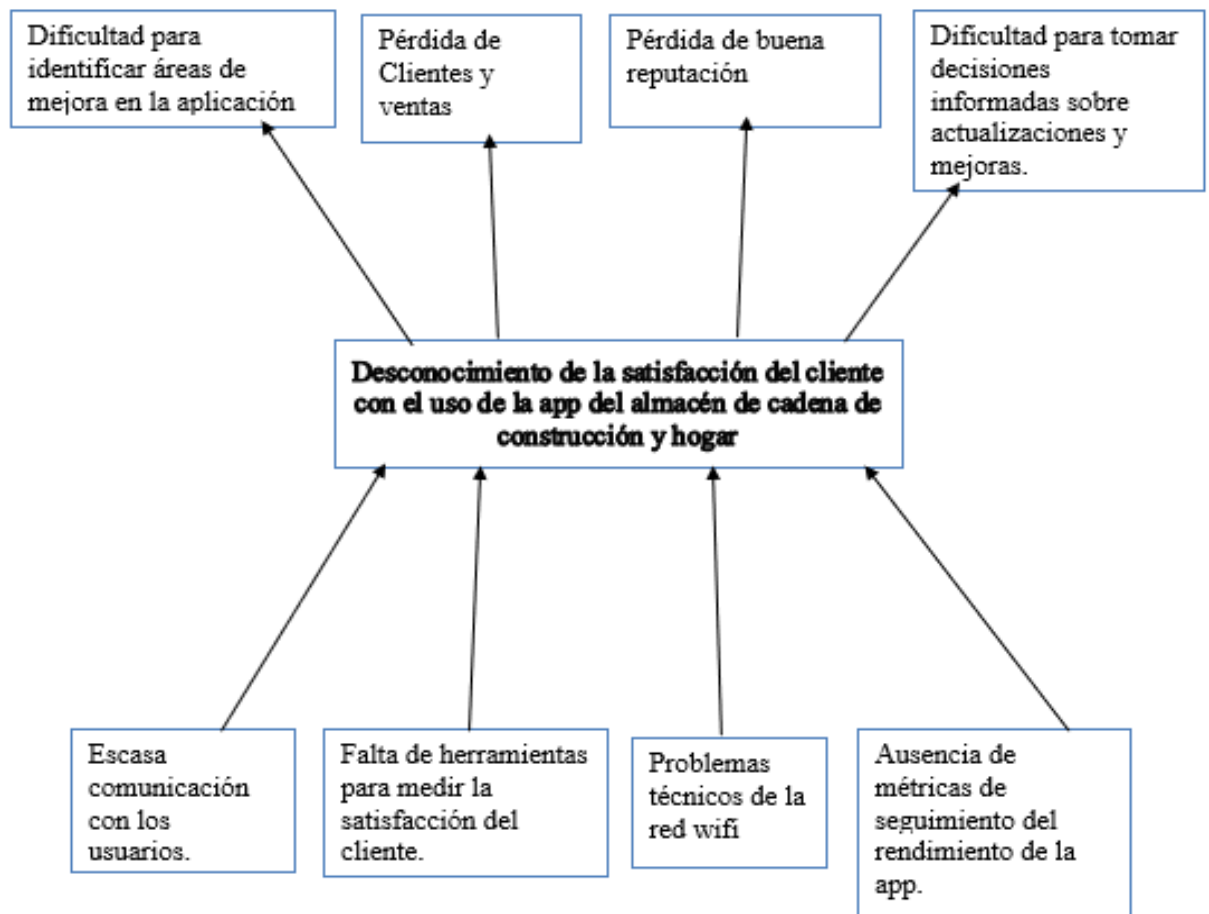 Dificultad para
identificar áreas de
mejora en la aplicación
Pérdida de
Clientes y
ventas
Pérdida de buena
reputación
Dificultad para tomar
decisiones
informadas sobre
actualizaciones y
mejoras.
Desconocimiento de la satisfacción del cliente
con el uso de la app del almacén de cadena de
construcción y hogar
Escasa
comunicación
con los
usuarios.
Falta de herramientas
para medir la
satisfacción del
cliente.
Problemas
técnicos de la
red wifi
Ausencia de
métricas de
seguimiento del
rendimiento de la
app.